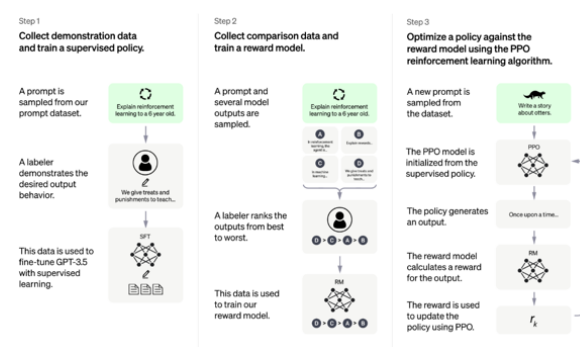 Step 1
Collect demonstration data
and train a supervised policy.
A prompt is
sampled from our
prompt dataset.
Explain reinforcement
learning to a 6 year old.
A labeler
demonstrates the
desired output
behavior.
We give treats and
punishments to teach...
This data is used to
fine-tune GPT-3.5
with supervised
learning.
SFT
Step 2
Collect comparison data and
train a reward model.
A prompt and
several model
outputs are
sampled.
Explain reinforcement
learning to a 6 year old.
A
B
Explain rewards...
C
D
We give treats and
punishments to
teach...
A labeler ranks the
outputs from best
to worst.
D > C > A > B
This data is used
to train our
reward model.
RM
D > C > A > B
Step 3
Optimize a policy against the
reward model using the PPO
reinforcement learning algorithm.
A new prompt is
sampled from
the dataset.
Write a story
about otters.
The PPO model is
initialized from the
supervised policy.
PPO
The policy generates
an output.
Once upon a time...
The reward model
calculates a reward
for the output.
RM
The reward is used
to update the
policy using PPO.
rk